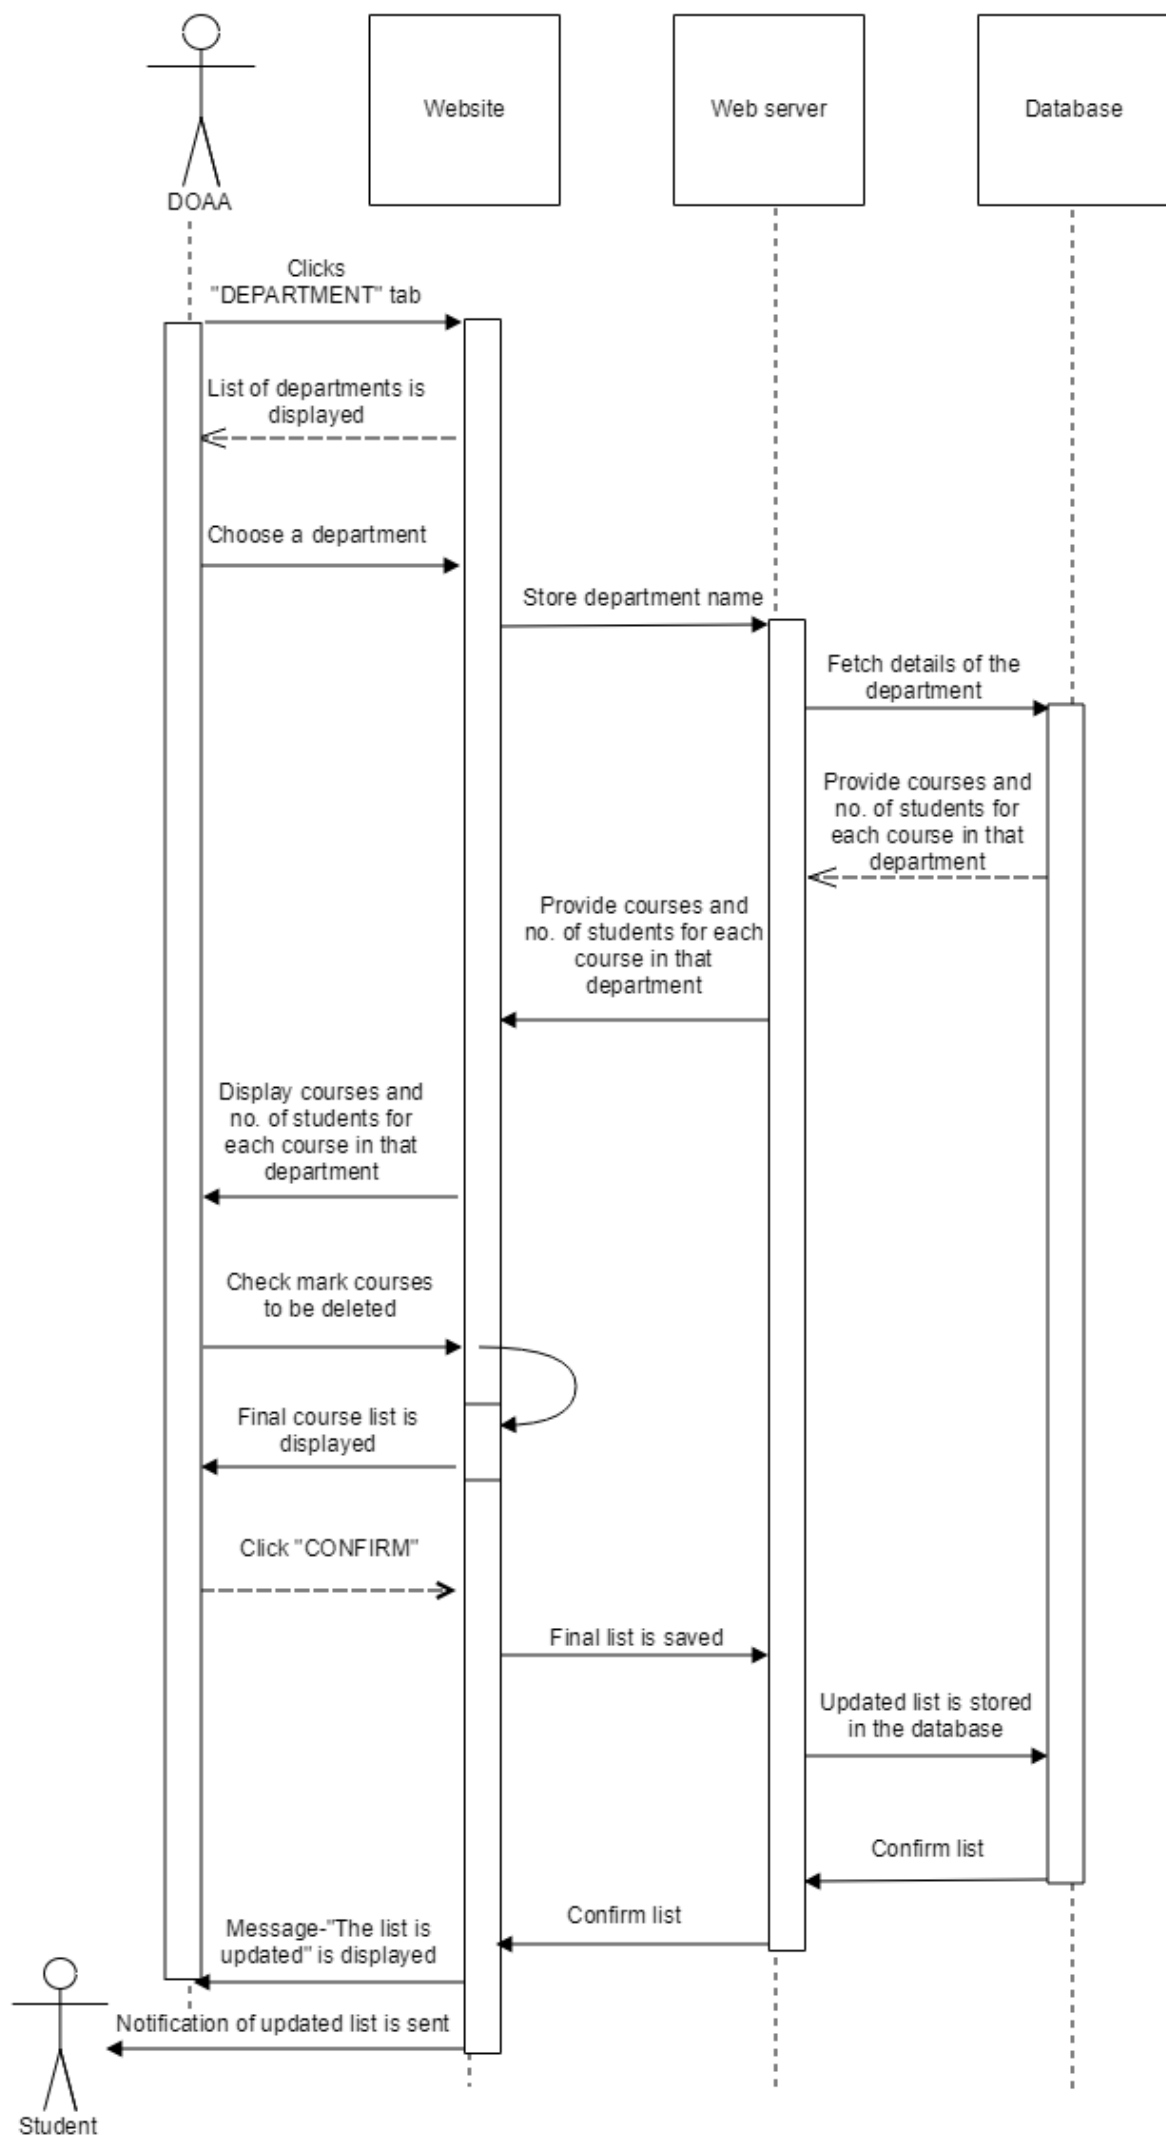 DOAA
Website
Web server
Database
Clicks
"DEPARTMENT" tab
List of departments is
displayed
Choose a department
Store department name
Fetch details of the
department
Provide courses and
no. of students for
each course in that
department
Provide courses and
no. of students for each
course in that
department
Display courses and
no. of students for
each course in that
department
Check mark courses
to be deleted
Final course list is
displayed
Click "CONFIRM"
Final list is saved
Updated list is stored
in the database
Confirm list
Confirm list
Message-"The list is
updated" is displayed
Notification of updated list is sent
Student